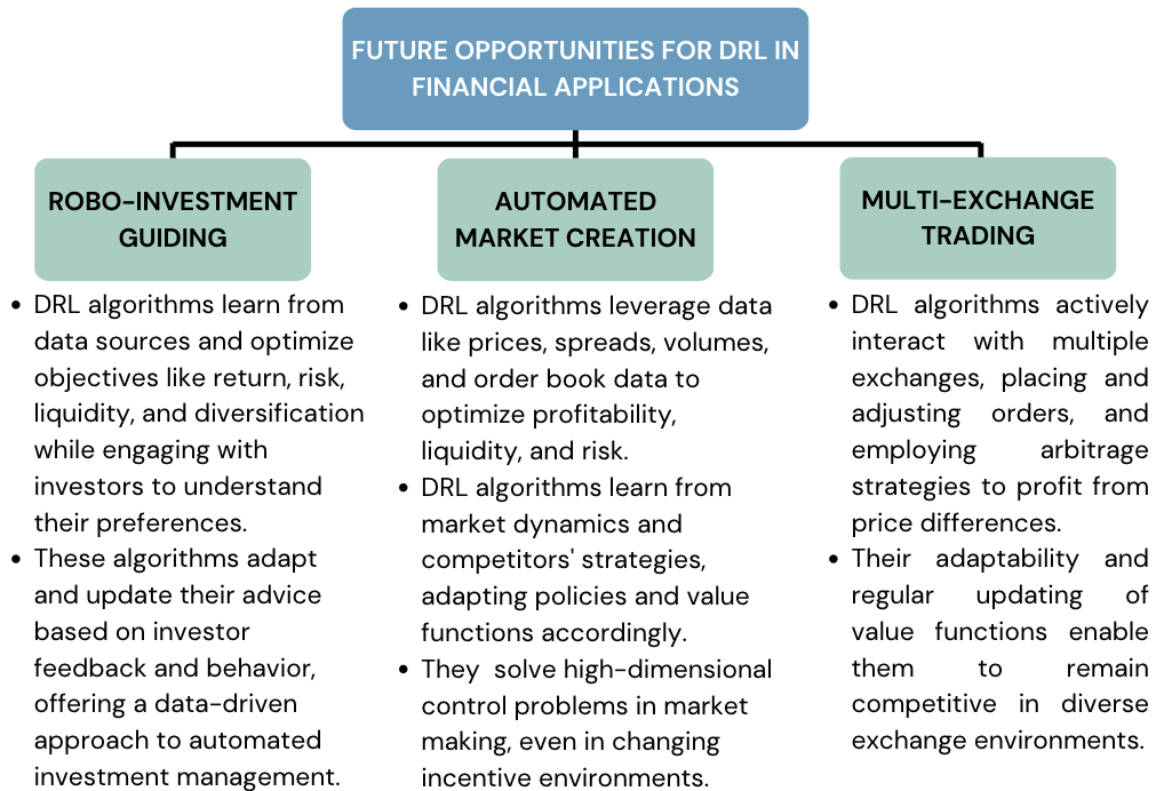 FUTURE OPPORTUNITIES FOR DRL IN
FINANCIAL APPLICATIONS
ROBO-INVESTMENT
GUIDING
• DRL algorithms learn from
data sources and optimize
objectives like return, risk,
liquidity, and diversification
while engaging with
investors to understand
their preferences.
• These algorithms adapt
and update their advice
based on investor
feedback and behavior,
offering a data-driven
approach to automated
investment management.
AUTOMATED
MARKET CREATION
• DRL algorithms leverage data
like prices, spreads, volumes,
and order book data to
optimize profitability,
liquidity, and risk.
• DRL algorithms learn from
market dynamics and
competitors' strategies,
adapting policies and value
functions accordingly.
• They solve high-dimensional
control problems in market
making, even in changing
incentive environments.
MULTI-EXCHANGE
TRADING
• DRL algorithms actively
interact with multiple
exchanges, placing and
adjusting orders, and
employing arbitrage
strategies to profit from
price differences.
• Their adaptability and
regular updating of
value functions enable
them to remain
competitive in diverse
exchange environments.